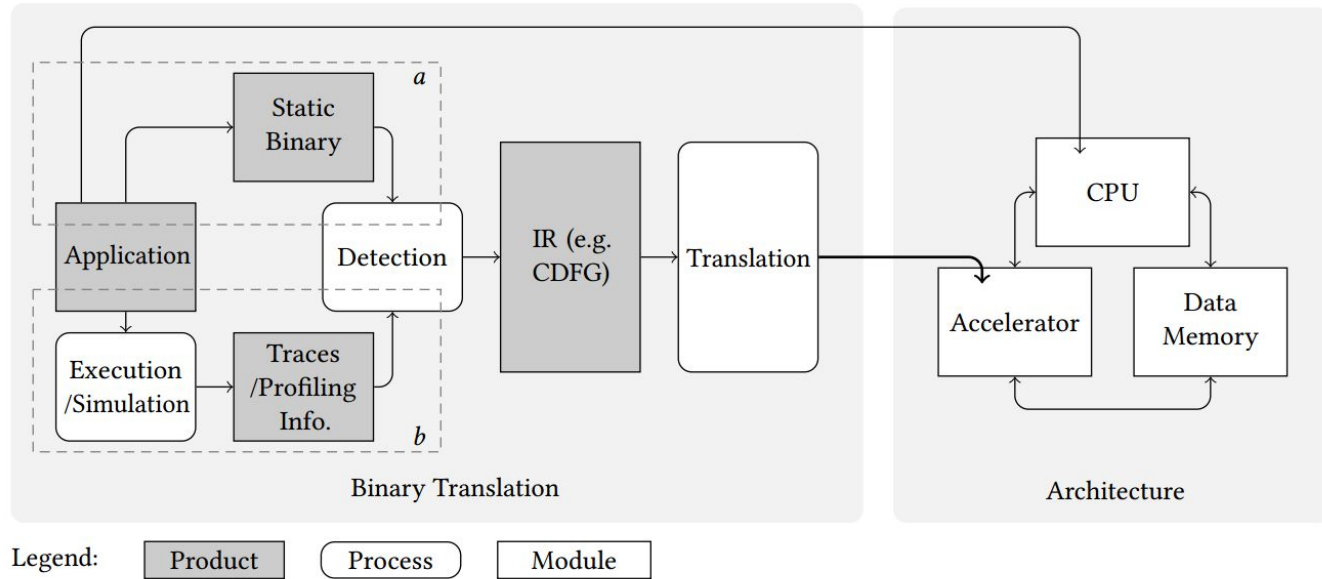 a
Static
Binary
Application
Detection
IR (e.g.
CDFG)
Translation
Execution
/Simulation
Traces
/Profiling
Info.
b
Binary Translation
CPU
Accelerator
Data
Memory
Architecture
Legend:
Product
Process
Module